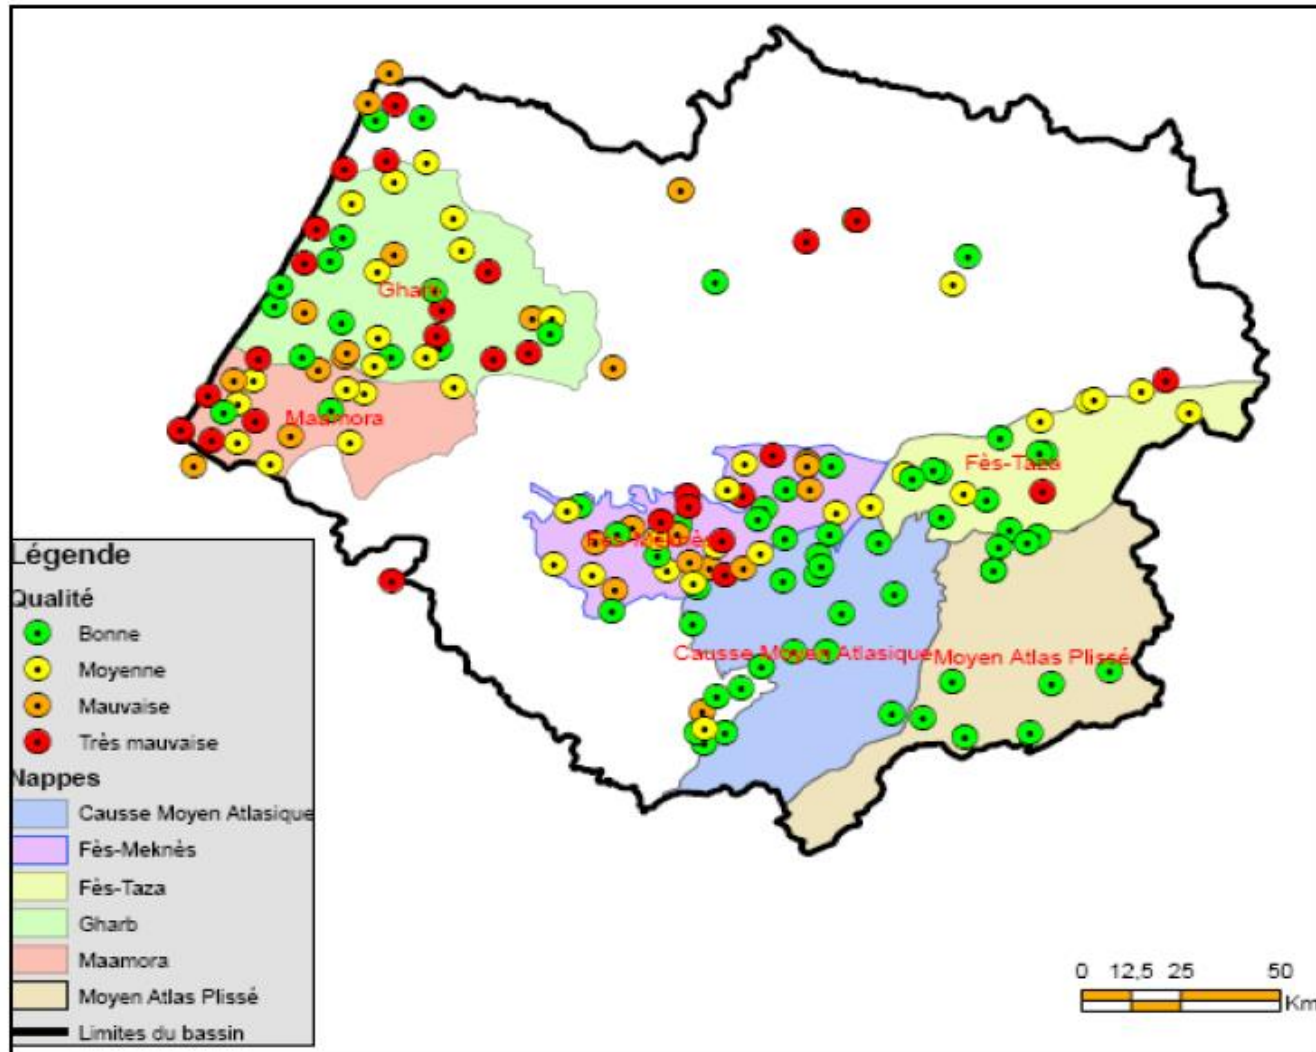 Gharb
Maamora
Fès-Taza
Fès-Meknès
Causse Moyen Atlasique
Moyen Atlas Plissé
Légende
Qualité
Bonne
Moyenne
Mauvaise
Très mauvaise
Nappes
Causse Moyen Atlasique
Fès-Meknès
Fès-Taza
Gharb
Maamora
Moyen Atlas Plissé
Limites du bassin
0 12,5 25 50
Km